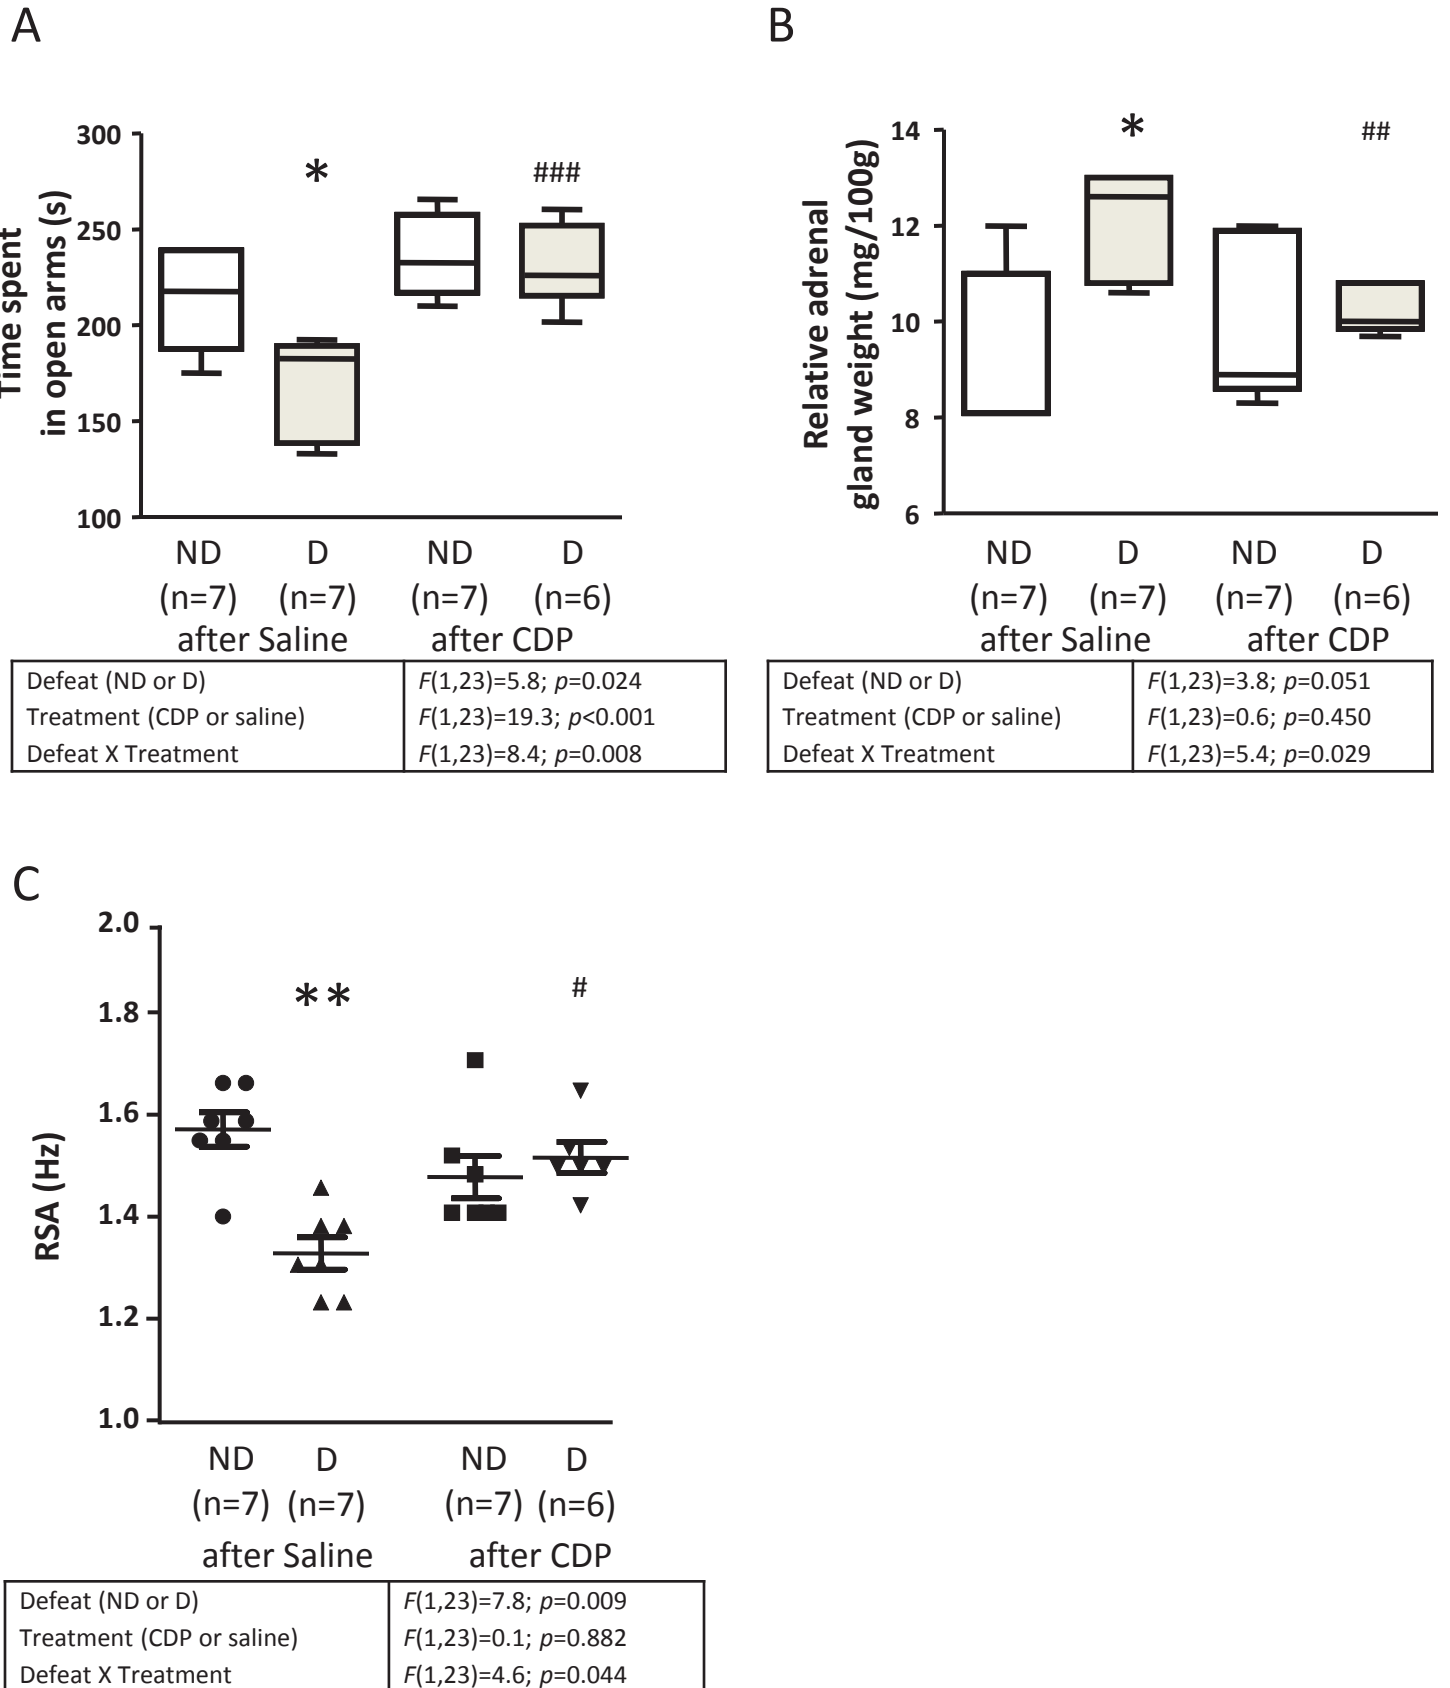 A
B
Time spent
in open arms (s)
300
250
200
150
100
*
###
ND
D
ND
D
(n=7)
(n=7)
(n=7)
(n=6)
after Saline
after CDP
Defeat (ND or D)
F(1,23)=5.8; p=0.024
Treatment (CDP or saline)
F(1,23)=19.3; p<0.001
Defeat X Treatment
F(1,23)=8.4; p=0.008
Relative adrenal
gland weight (mg/100g)
14
12
10
8
6
*
##
ND
D
ND
D
(n=7)
(n=7)
(n=7)
(n=6)
after Saline
after CDP
Defeat (ND or D)
F(1,23)=3.8; p=0.051
Treatment (CDP or saline)
F(1,23)=0.6; p=0.450
Defeat X Treatment
F(1,23)=5.4; p=0.029
C
RSA (Hz)
2.0
1.8
1.6
1.4
1.2
1.0
**
#
ND
D
ND
D
(n=7)
(n=7)
(n=7)
(n=6)
after Saline
after CDP
Defeat (ND or D)
F(1,23)=7.8; p=0.009
Treatment (CDP or saline)
F(1,23)=0.1; p=0.882
Defeat X Treatment
F(1,23)=4.6; p=0.044